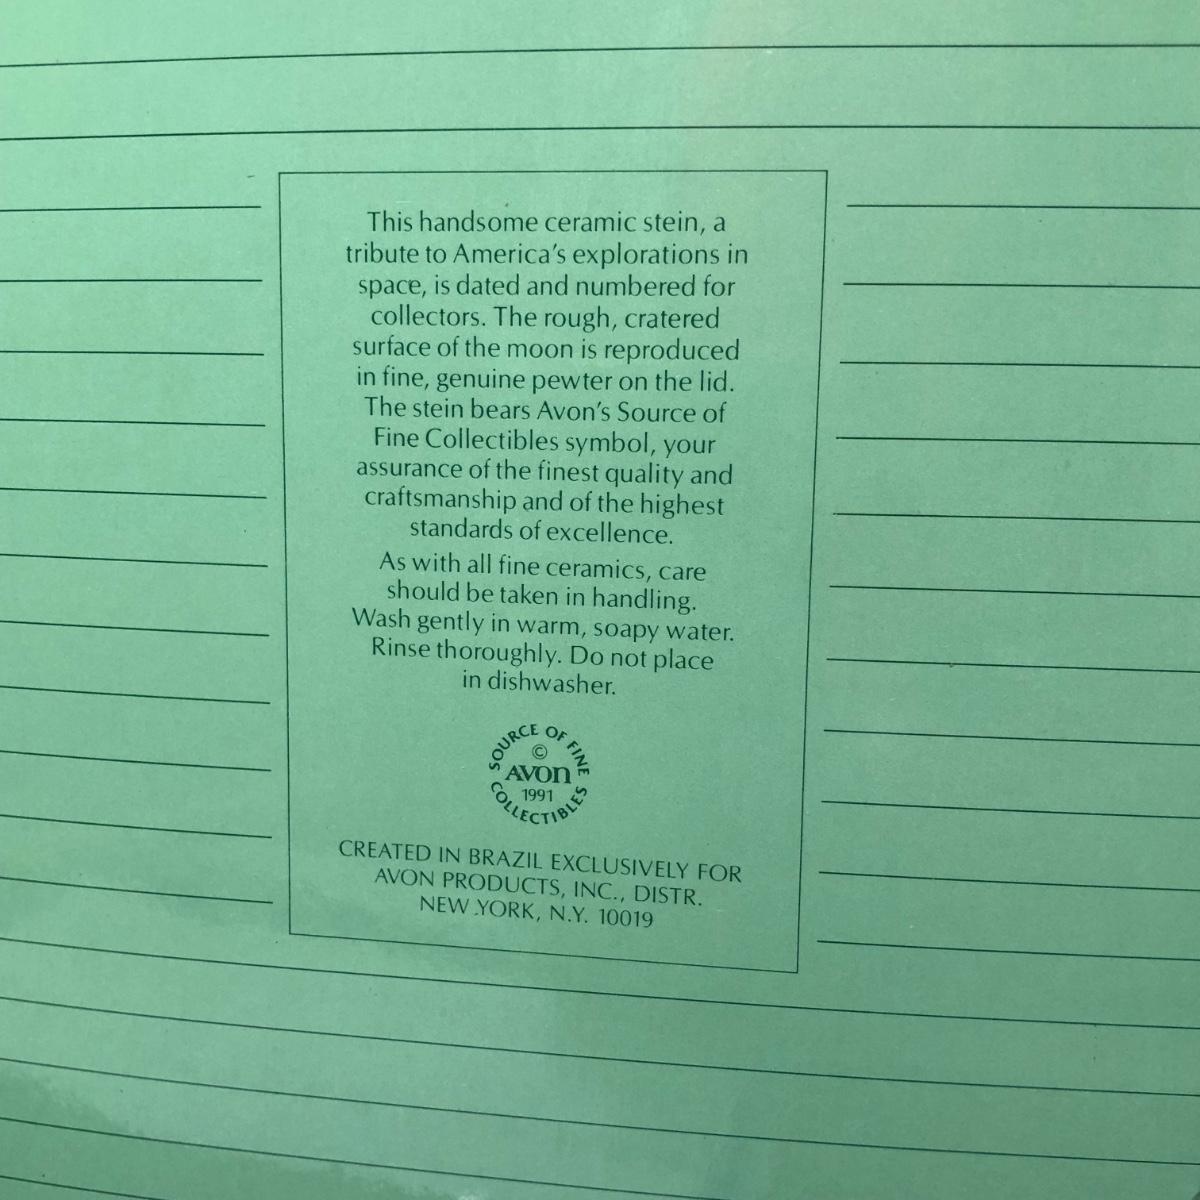 This handsome ceramic stein, a
tribute to America's explorations in
space, is dated and numbered for
collectors. The rough, cratered
surface of the moon is reproduced
in fine, genuine pewter on the lid.
The stein bears Avon's Source of
Fine Collectibles symbol, your
assurance of the finest quality and
craftsmanship and of the highest
standards of excellence.
As with all fine ceramics, care
should be taken in handling.
Wash gently in warm, soapy water.
Rinse thoroughly. Do not place
in dishwasher.
SOURCE OF FINE
©
AVON
1991
COLLECTIBLES
CREATED IN BRAZIL EXCLUSIVELY FOR
AVON PRODUCTS, INC., DISTR.
NEW YORK, N.Y. 10019